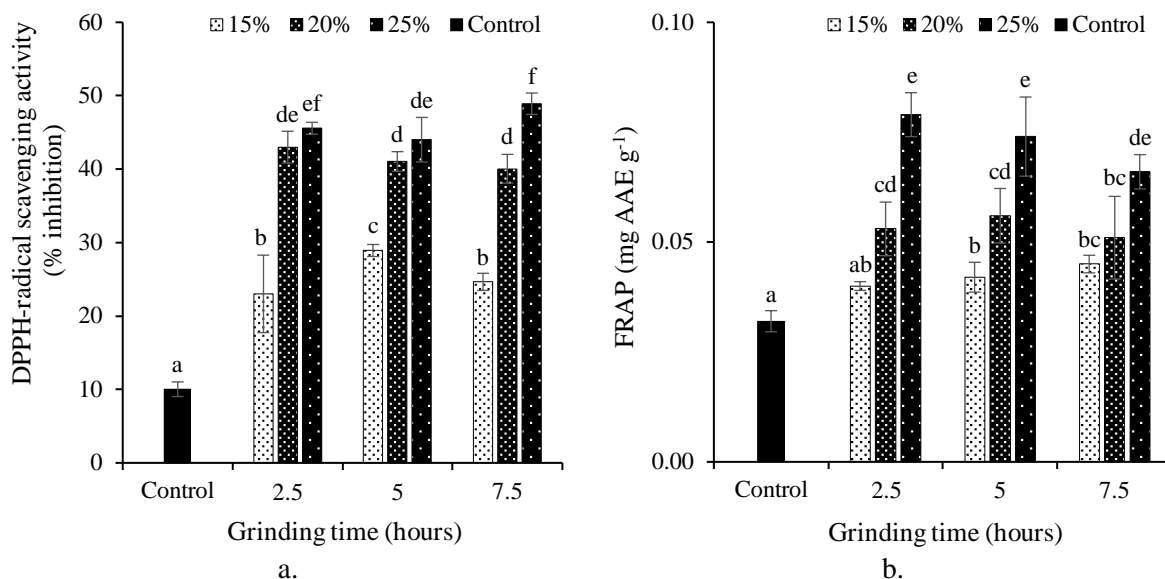 DPPH-radical scavenging activity
(% inhibition)
60
50
40
30
20
10
0
15% 20% 25% Control
a
b
de
ef
c
d
de
b
d
f
Control 2.5 5 7.5
Grinding time (hours)
a.
FRAP (mg AAE g-1)
0.10
0.05
0.00
15% 20% 25% Control
a
ab
cd
e
b
cd
e
bc
bc
de
Control 2.5 5 7.5
Grinding time (hours)
b.